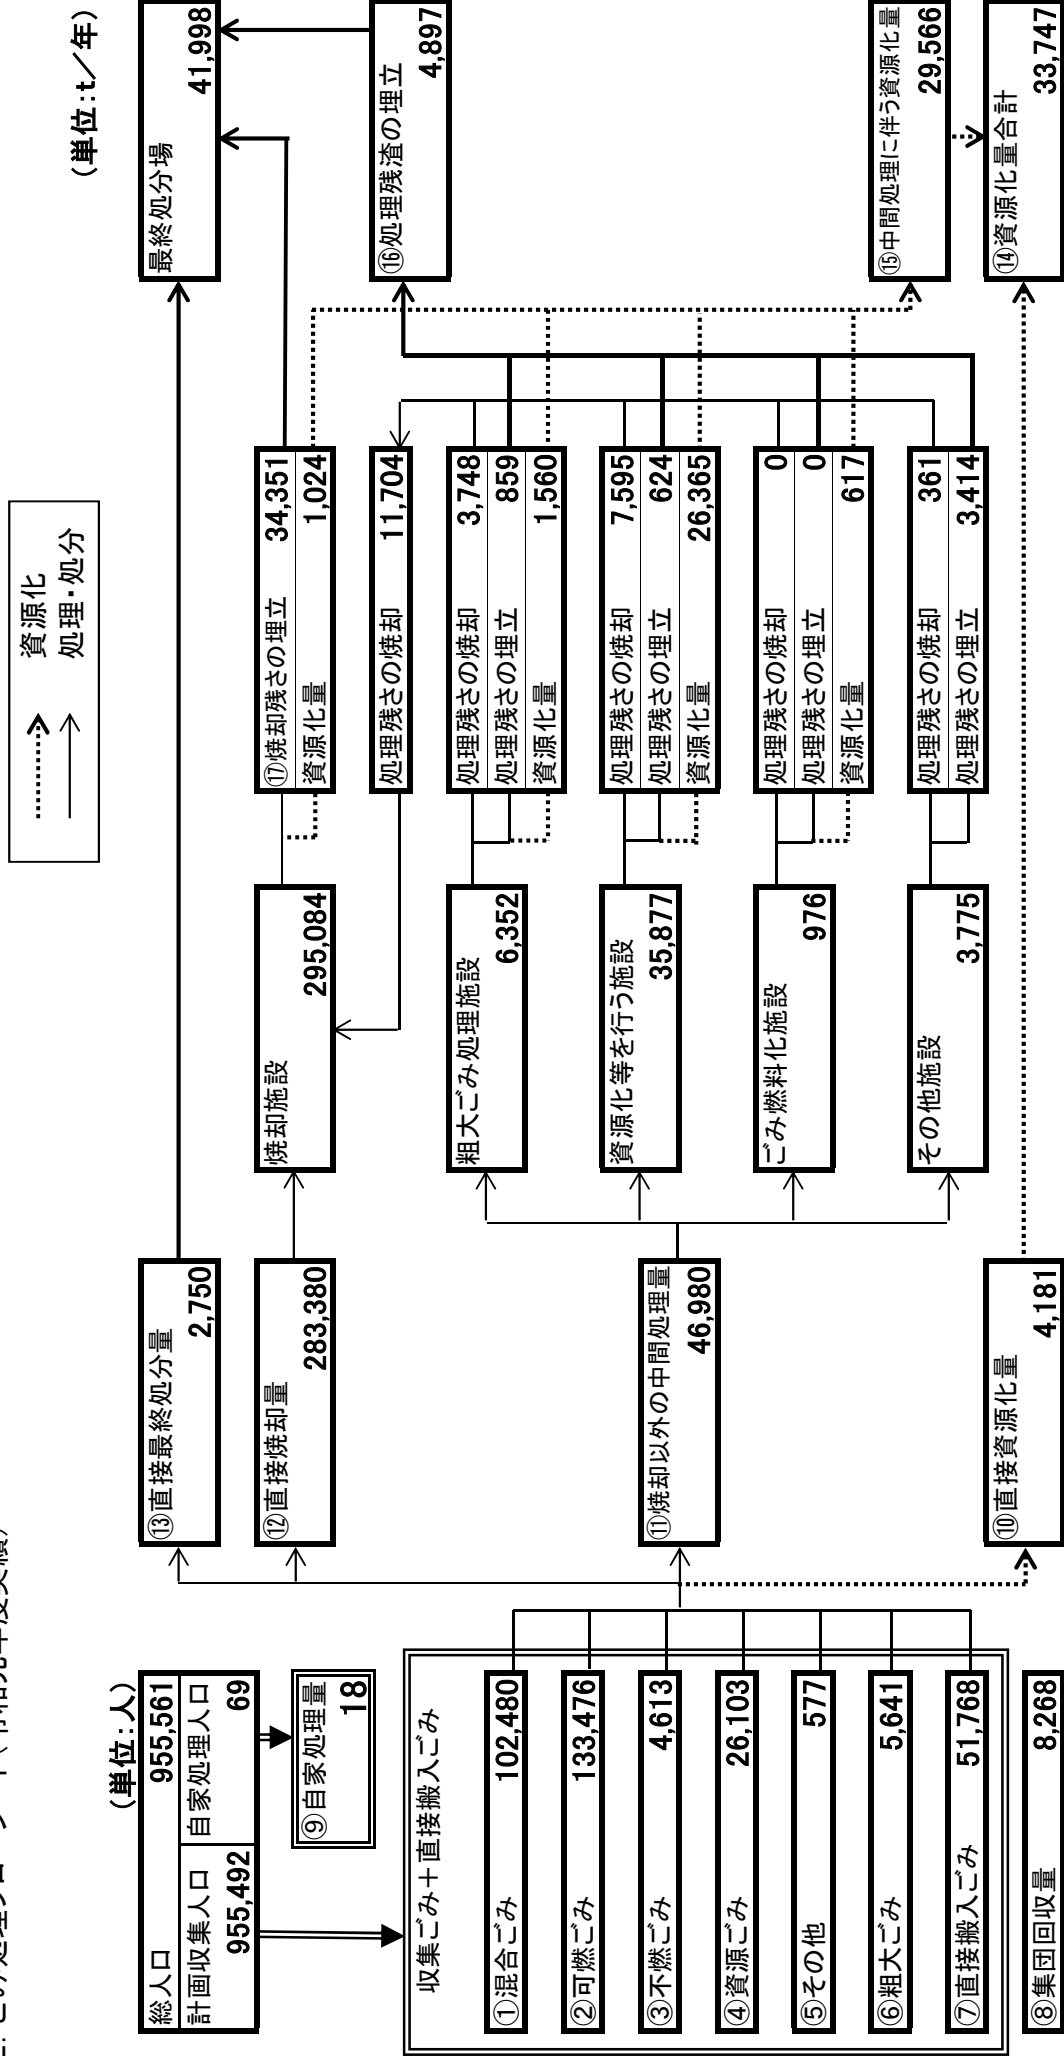 資源化
処理・処分
(単位:t／年)
(単位:人)
総人口 955,561
計画収集人口 955,492
自家処理人口 69
⑨自家処理量 18
収集ごみ＋直接搬入ごみ
①混合ごみ 102,480
②可燃ごみ 133,476
③不燃ごみ 4,613
④資源ごみ 26,103
⑤その他 577
⑥粗大ごみ 5,641
⑦直接搬入ごみ 51,768
⑧集団回収量 8,268
⑬直接最終処分量 2,750
⑫直接焼却量 283,380
⑪焼却以外の中間処理量 46,980
⑩直接資源化量 4,181
焼却施設 295,084
粗大ごみ処理施設 6,352
資源化等を行う施設 35,877
ごみ燃料化施設 976
その他施設 3,775
⑰焼却残さの埋立 34,351
資源化量 1,024
処理残さの焼却 11,704
処理残さの焼却 3,748
処理残さの埋立 859
資源化量 1,560
処理残さの焼却 7,595
処理残さの埋立 624
資源化量 26,365
処理残さの焼却 0
処理残さの埋立 0
資源化量 617
処理残さの焼却 361
処理残さの埋立 3,414
最終処分場 41,998
⑯処理残渣の埋立 4,897
⑮中間処理に伴う資源化量 29,566
⑭資源化量合計 33,747